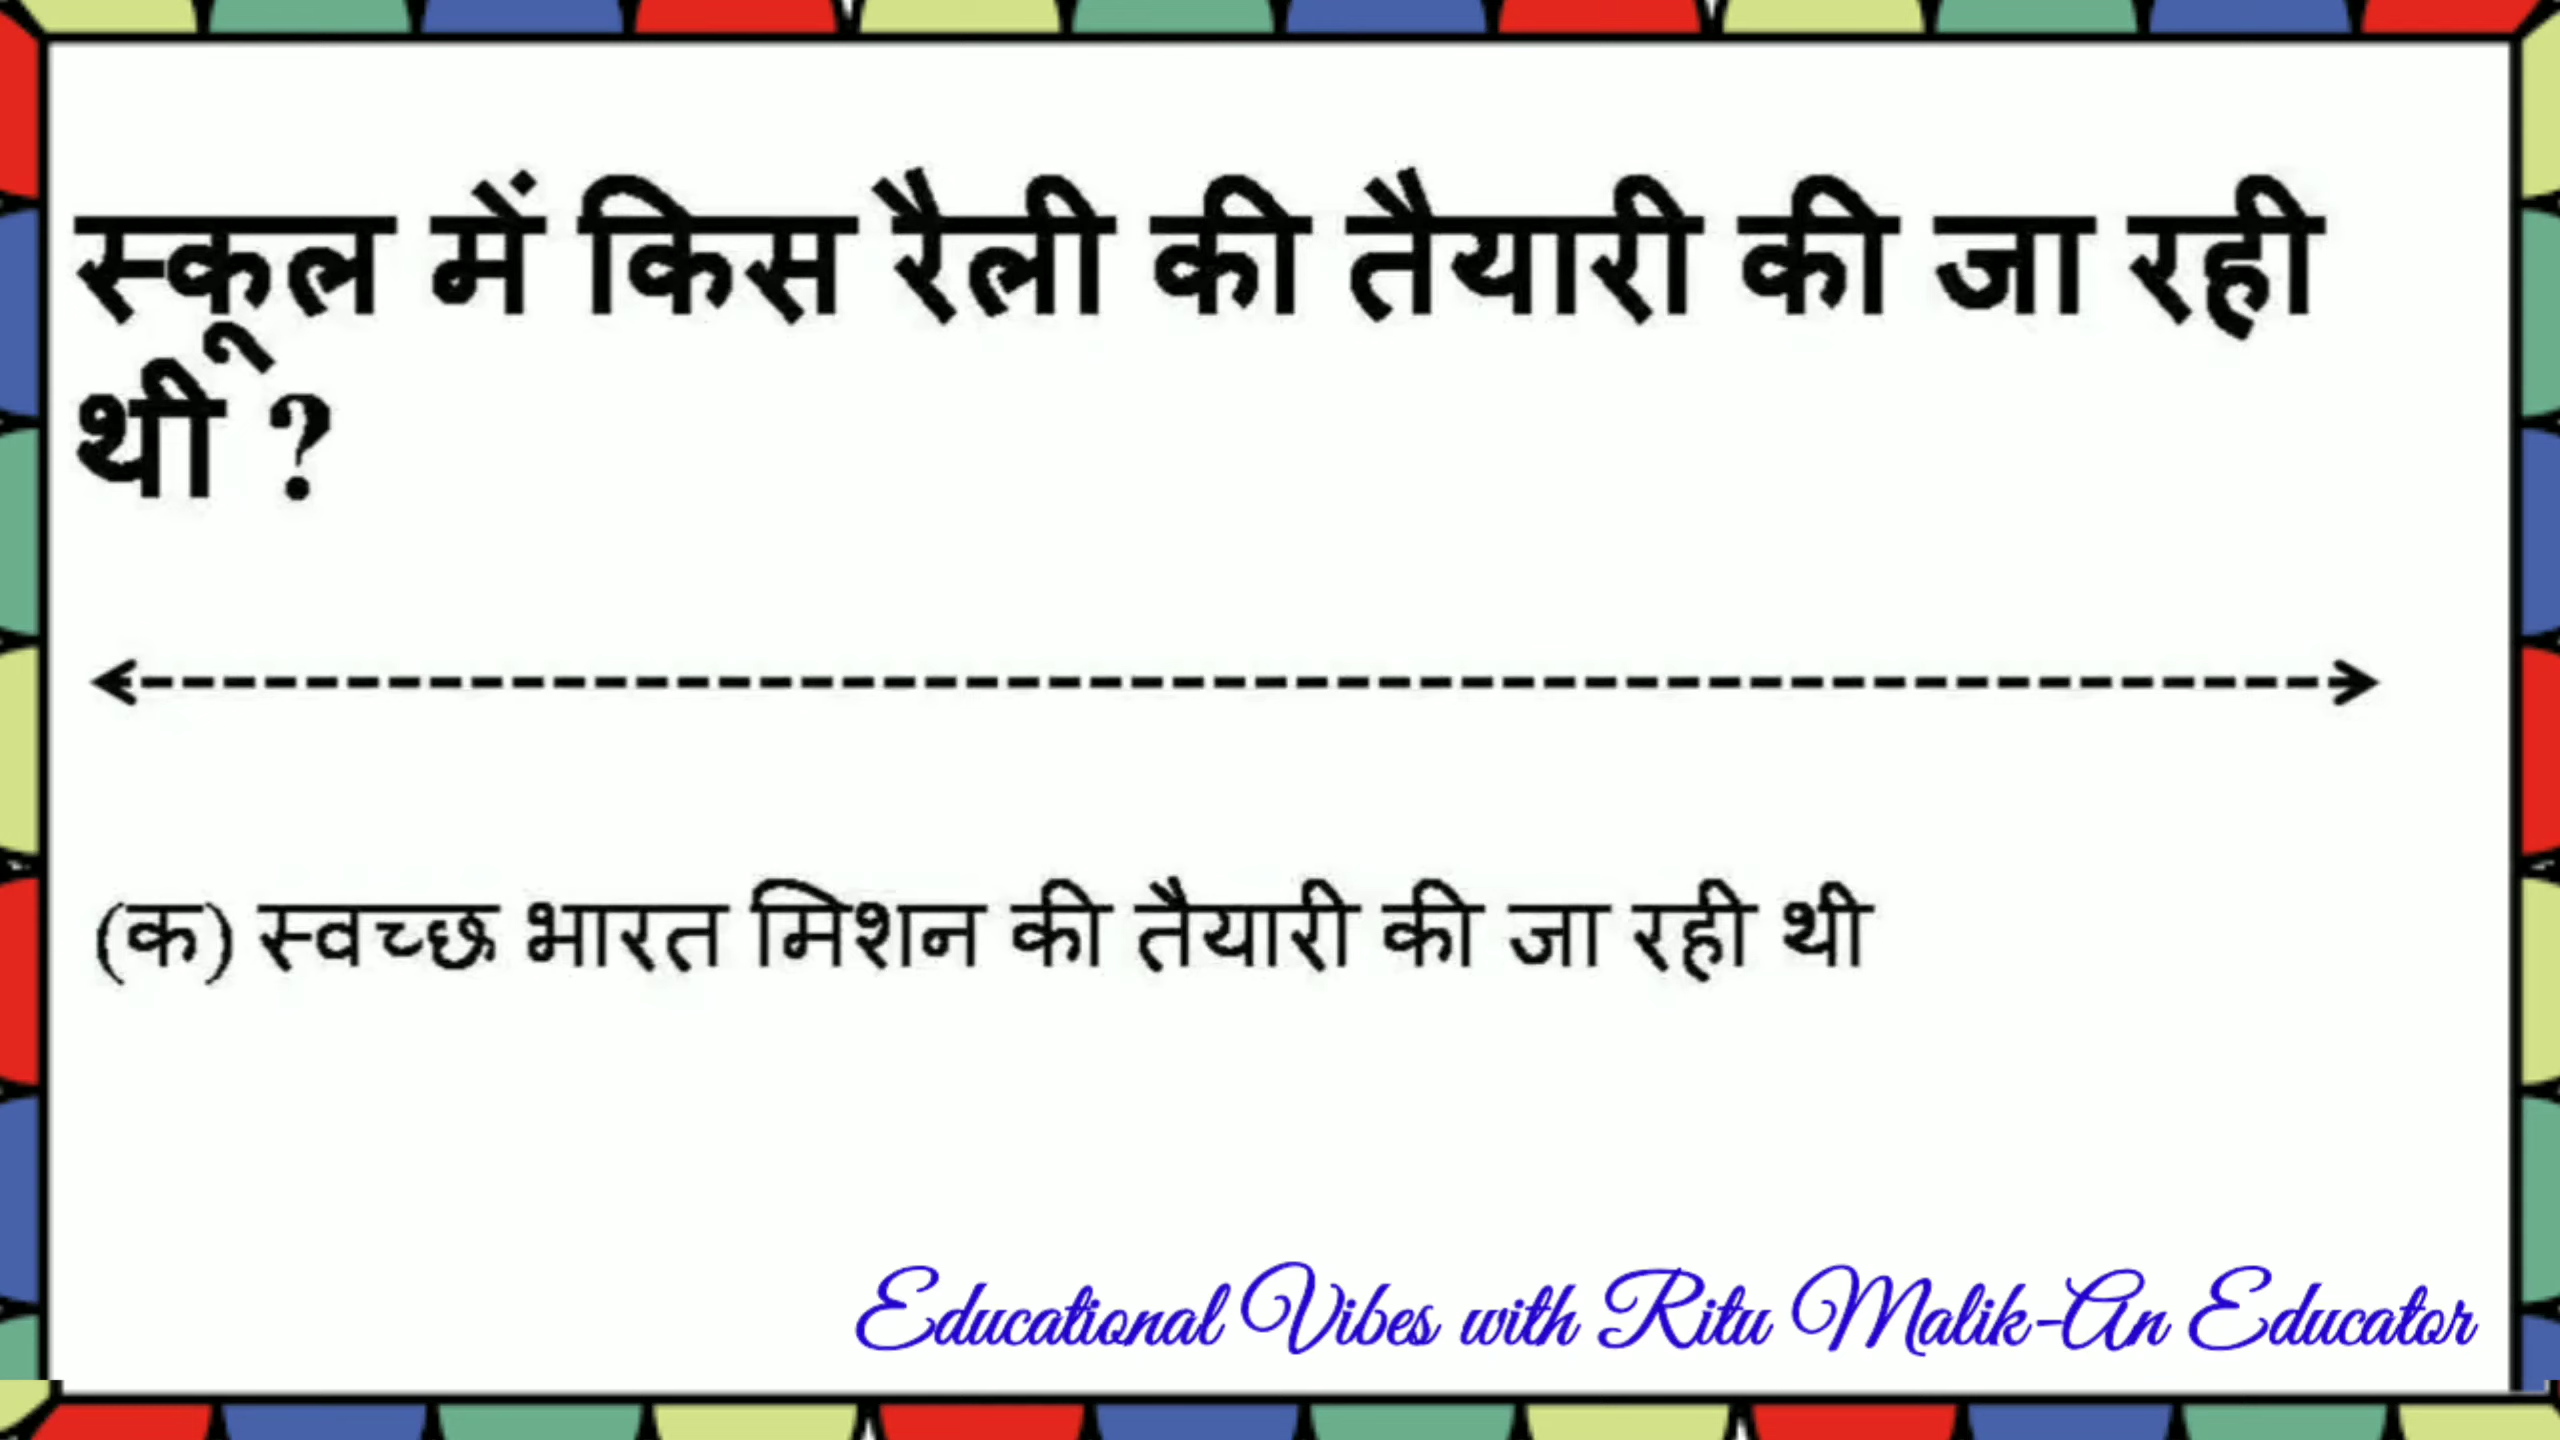 स्कूल में किस रैली की तैयारी की जा रही
थी ?
(क) स्वच्छ भारत मिशन की तैयारी की जा रही थी
Educational Vibes with Ritu Malik-An Educator